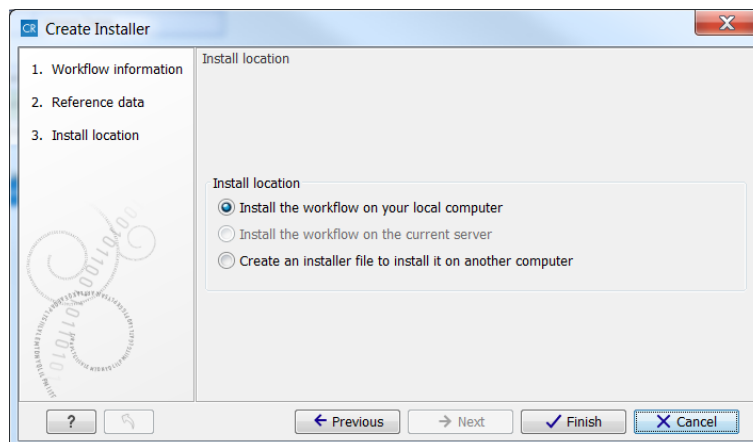 CR Create Installer
1. Workflow information
2. Reference data
3. Install location
Install location
Install location
Install the workflow on your local computer
Install the workflow on the current server
Create an installer file to install it on another computer
? Previous Next Finish Cancel